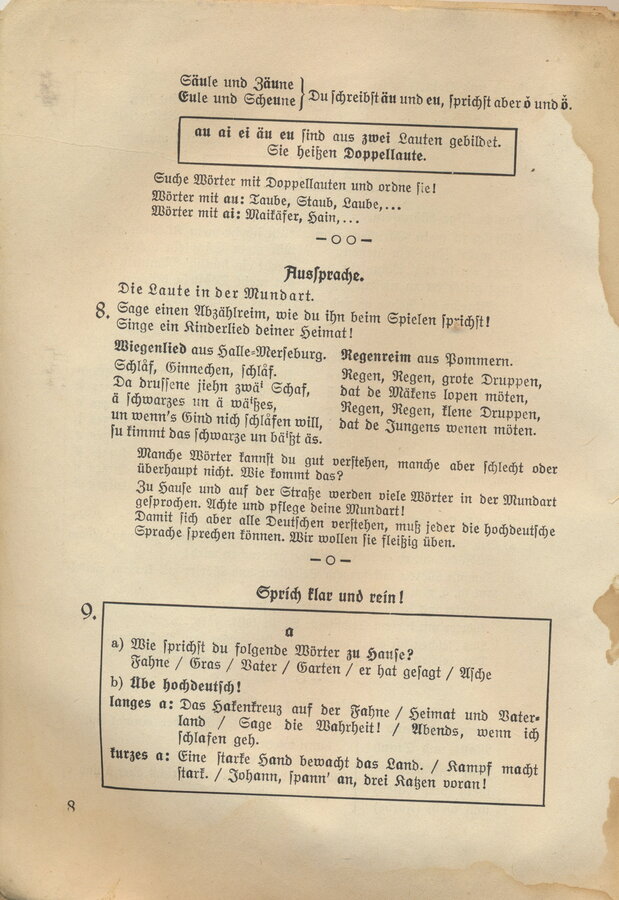 Säule und Zäune
Eule und Scheune } Du schreibst äu und eu, sprichst aber ŏ und ŏ̈.
au ai ei äu eu sind aus zwei Lauten gebildet.
Sie heißen Doppellaute.
Suche Wörter mit Doppellauten und ordne sie!
Wörter mit au: Taube, Staub, Laube,...
Wörter mit ai: Maikäfer, Hain,...
Aussprache.
Die Laute in der Mundart.
8. Sage einen Abzählreim, wie du ihn beim Spielen sprichst!
Singe ein Kinderlied deiner Heimat!
Wiegenlied aus Halle-Merseburg.
Schlåf, Ginnechen, schlåf.
Da drussene jiehn zwäⁱ Schaf,
ä schwarzes un ä wäⁱßes,
un wenn's Gind nich schlåfen will,
su kimmt das schwarze un bäⁱßt äs.
Regenreim aus Pommern.
Regen, Regen, grote Druppen,
dat de Mäkens lopen möten,
Regen, Regen, klene Druppen,
dat de Jungens wenen möten.
Manche Wörter kannst du gut verstehen, manche aber schlecht oder
überhaupt nicht. Wie kommt das?
Zu Hause und auf der Straße werden viele Wörter in der Mundart
gesprochen. Achte und pflege deine Mundart!
Damit sich aber alle Deutschen verstehen, muß jeder die hochdeutsche
Sprache sprechen können. Wir wollen sie fleißig üben.
Sprich klar und rein!
9.
a
a) Wie sprichst du folgende Wörter zu Hause?
Fahne / Gras / Vater / Garten / er hat gesagt / Asche
b) Übe hochdeutsch!
langes a: Das Hakenkreuz auf der Fahne / Heimat und Vater-
land / Sage die Wahrheit! / Abends, wenn ich
schlafen geh.
kurzes a: Eine starke Hand bewacht das Land. / Kampf macht
stark. / Johann, spann' an, drei Katzen voran!
8